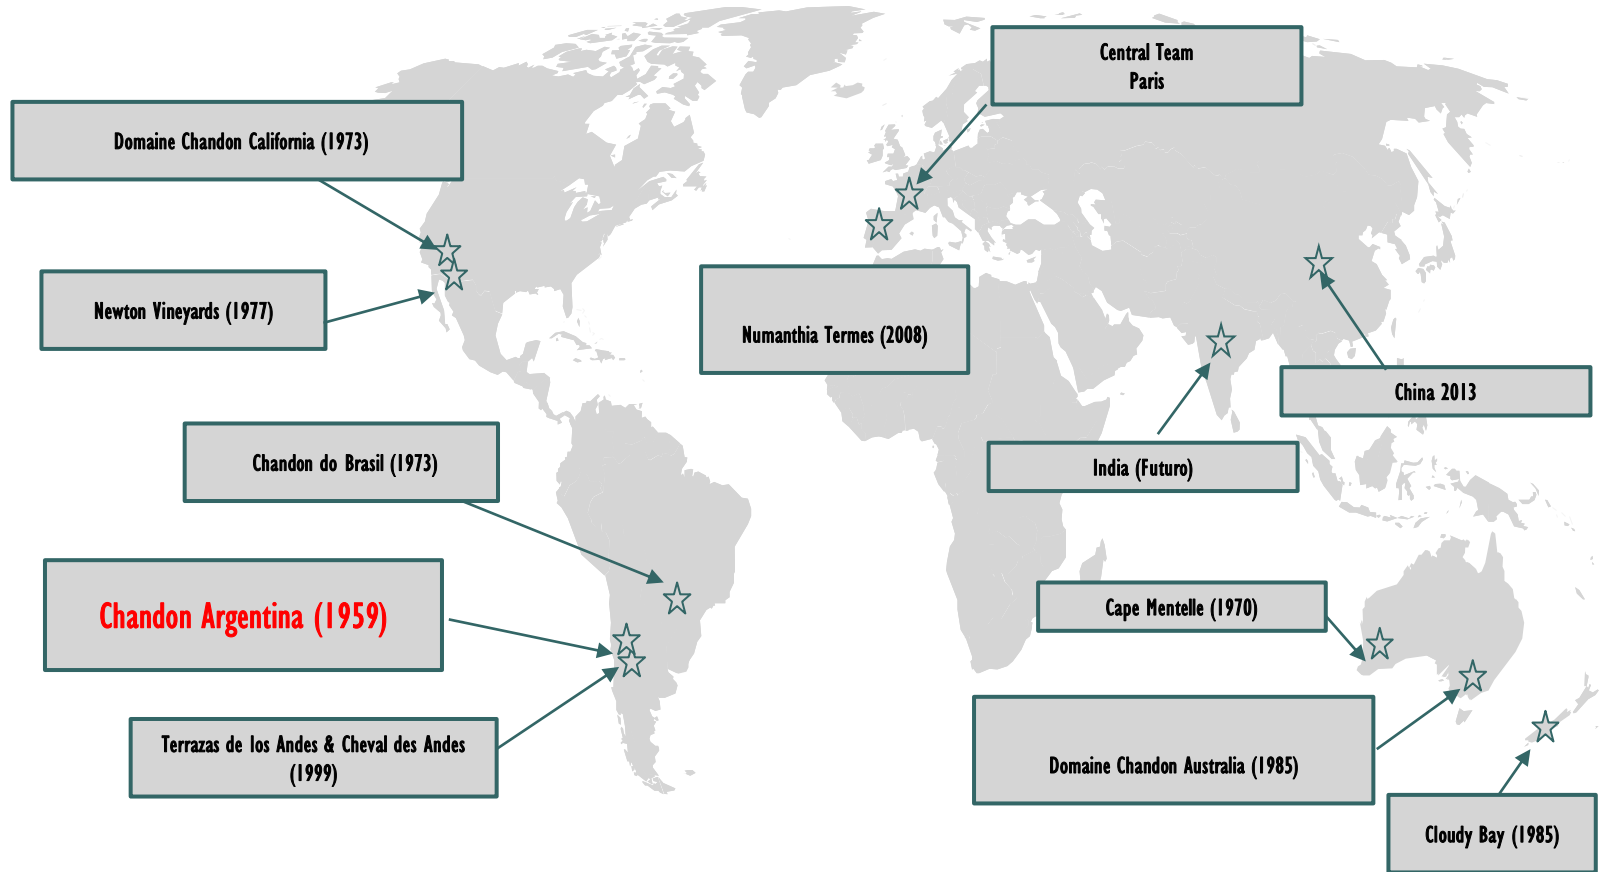 Central Team
Paris
Domaine Chandon California (1973)
Newton Vineyards (1977)
Numanthia Termes (2008)
China 2013
Chandon do Brasil (1973)
India (Futuro)
Chandon Argentina (1959)
Cape Mentelle (1970)
Terrazas de los Andes & Cheval des Andes
(1999)
Domaine Chandon Australia (1985)
Cloudy Bay (1985)